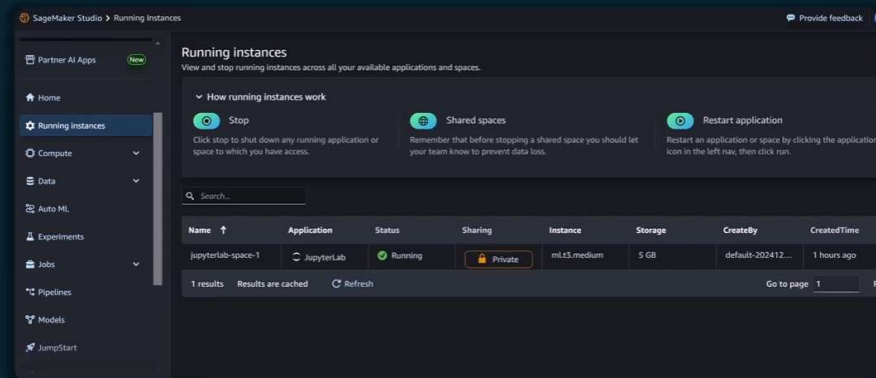 SageMaker Studio > Running Instances
Provide feedback
Partner AI Apps New
Home
Running instances
Compute
Data
Auto ML
Experiments
Jobs
Pipelines
Models
JumpStart
Running instances
View and stop running instances across all your available applications and spaces.
How running instances work
Stop
Click stop to shut down any running application or
space to which you have access.
Shared spaces
Remember that before stopping a shared space you should let
your team know to prevent data loss.
Restart application
Restart an application or space by clicking the application
icon in the left nav, then click run.
Search...
Name ↑ Application Status Sharing Instance Storage CreateBy CreatedTime
jupyterlab-space-1 JupyterLab Running Private ml.t3.medium 5 GB default-202412... 1 hours ago
1 results Results are cached Refresh Go to page 1